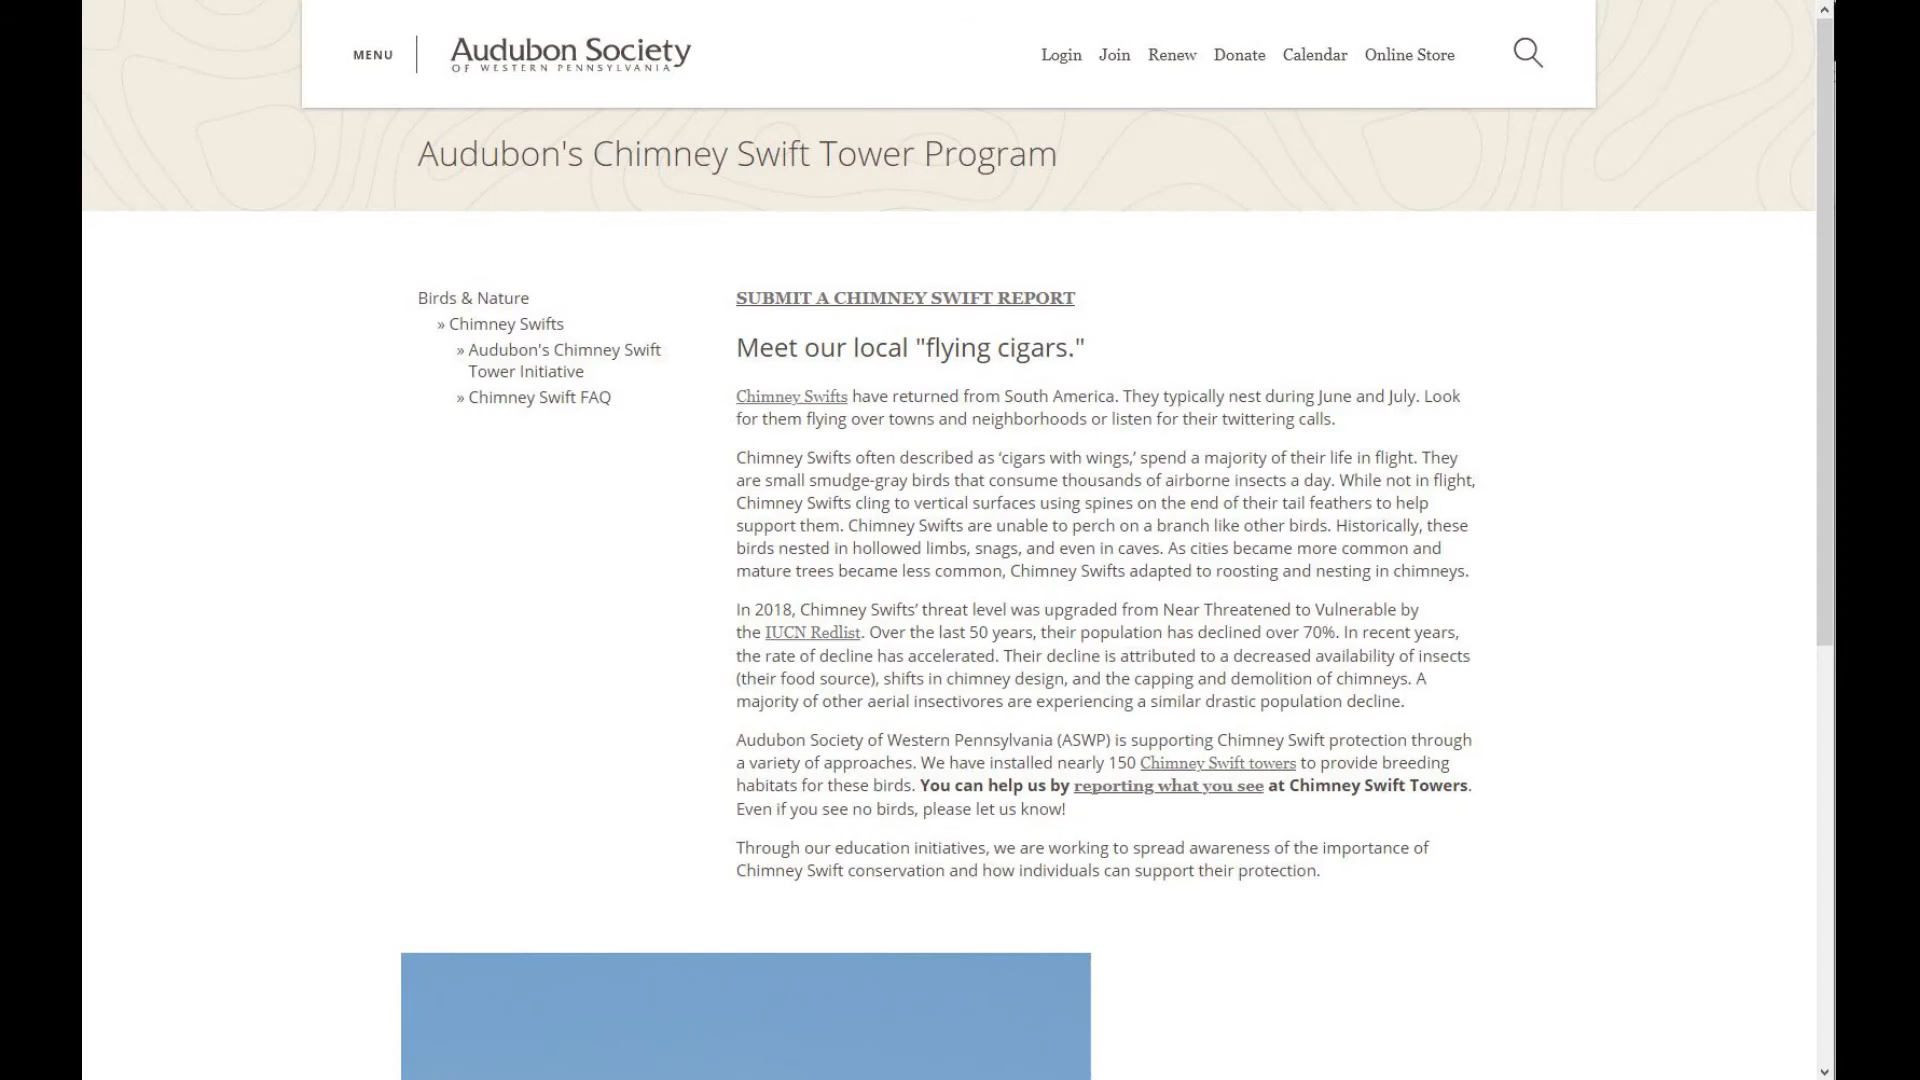 MENU
Audubon Society
OF WESTERN PENNSYLVANIA
Login Join Renew Donate Calendar Online Store
Audubon's Chimney Swift Tower Program
Birds & Nature
» Chimney Swifts
» Audubon's Chimney Swift
Tower Initiative
» Chimney Swift FAQ
SUBMIT A CHIMNEY SWIFT REPORT
Meet our local "flying cigars."
Chimney Swifts have returned from South America. They typically nest during June and July. Look
for them flying over towns and neighborhoods or listen for their twittering calls.
Chimney Swifts often described as ‘cigars with wings,’ spend a majority of their life in flight. They
are small smudge-gray birds that consume thousands of airborne insects a day. While not in flight,
Chimney Swifts cling to vertical surfaces using spines on the end of their tail feathers to help
support them. Chimney Swifts are unable to perch on a branch like other birds. Historically, these
birds nested in hollowed limbs, snags, and even in caves. As cities became more common and
mature trees became less common, Chimney Swifts adapted to roosting and nesting in chimneys.
In 2018, Chimney Swifts’ threat level was upgraded from Near Threatened to Vulnerable by
the IUCN Redlist. Over the last 50 years, their population has declined over 70%. In recent years,
the rate of decline has accelerated. Their decline is attributed to a decreased availability of insects
(their food source), shifts in chimney design, and the capping and demolition of chimneys. A
majority of other aerial insectivores are experiencing a similar drastic population decline.
Audubon Society of Western Pennsylvania (ASWP) is supporting Chimney Swift protection through
a variety of approaches. We have installed nearly 150 Chimney Swift towers to provide breeding
habitats for these birds. You can help us by reporting what you see at Chimney Swift Towers.
Even if you see no birds, please let us know!
Through our education initiatives, we are working to spread awareness of the importance of
Chimney Swift conservation and how individuals can support their protection.